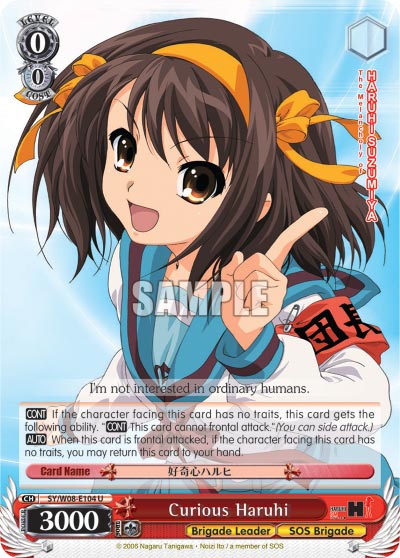 LEVEL
0
0
COST
The Melancholy of
HARUHI SUZUMIYA
SAMPLE
団長
I'm not interested in ordinary humans.
CONT If the character facing this card has no traits, this card gets the
following ability. "CONT This card cannot frontal attack." (You can side attack.)
AUTO When this card is frontal attacked, if the character facing this card
has no traits, you may return this card to your hand.
Card Name 好奇心ハルヒ
CH SY/W08-E104 U
3000
Curious Haruhi
Brigade Leader
SOS Brigade
© 2006 Nagaru Tanigawa・Noizi Ito / a member of SOS